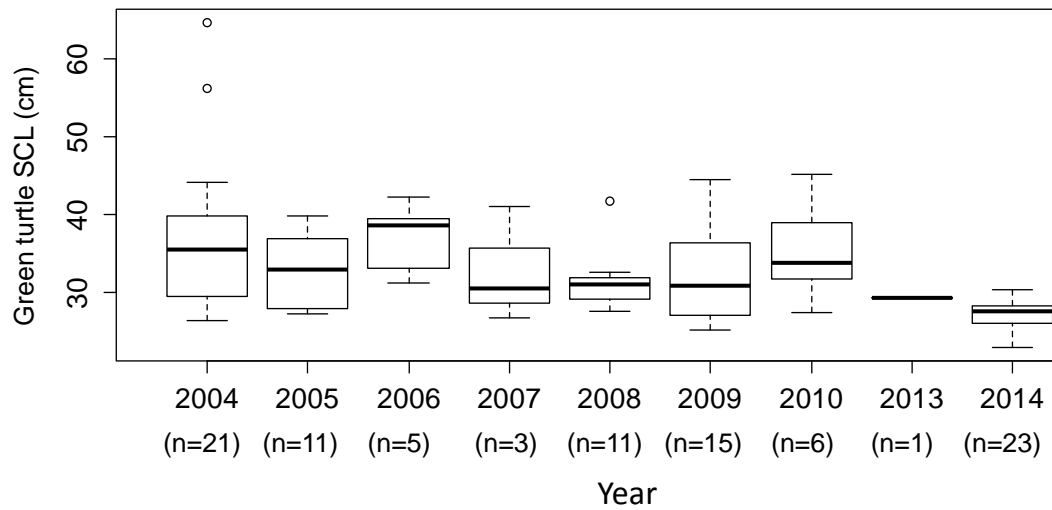 Green turtle SCL (cm)
60
50
40
30
2004 2005 2006 2007 2008 2009 2010 2013 2014
(n=21) (n=11) (n=5) (n=3) (n=11) (n=15) (n=6) (n=1) (n=23)
Year